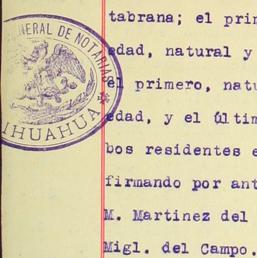 GENERAL DE NOTARIAS
CHIHUAHUA
tabrana; el prim
edad, natural y
el primero, natu
edad, y el últim
bos residentes e
firmando por ant
M. Martinez del
Migl. del Campo.